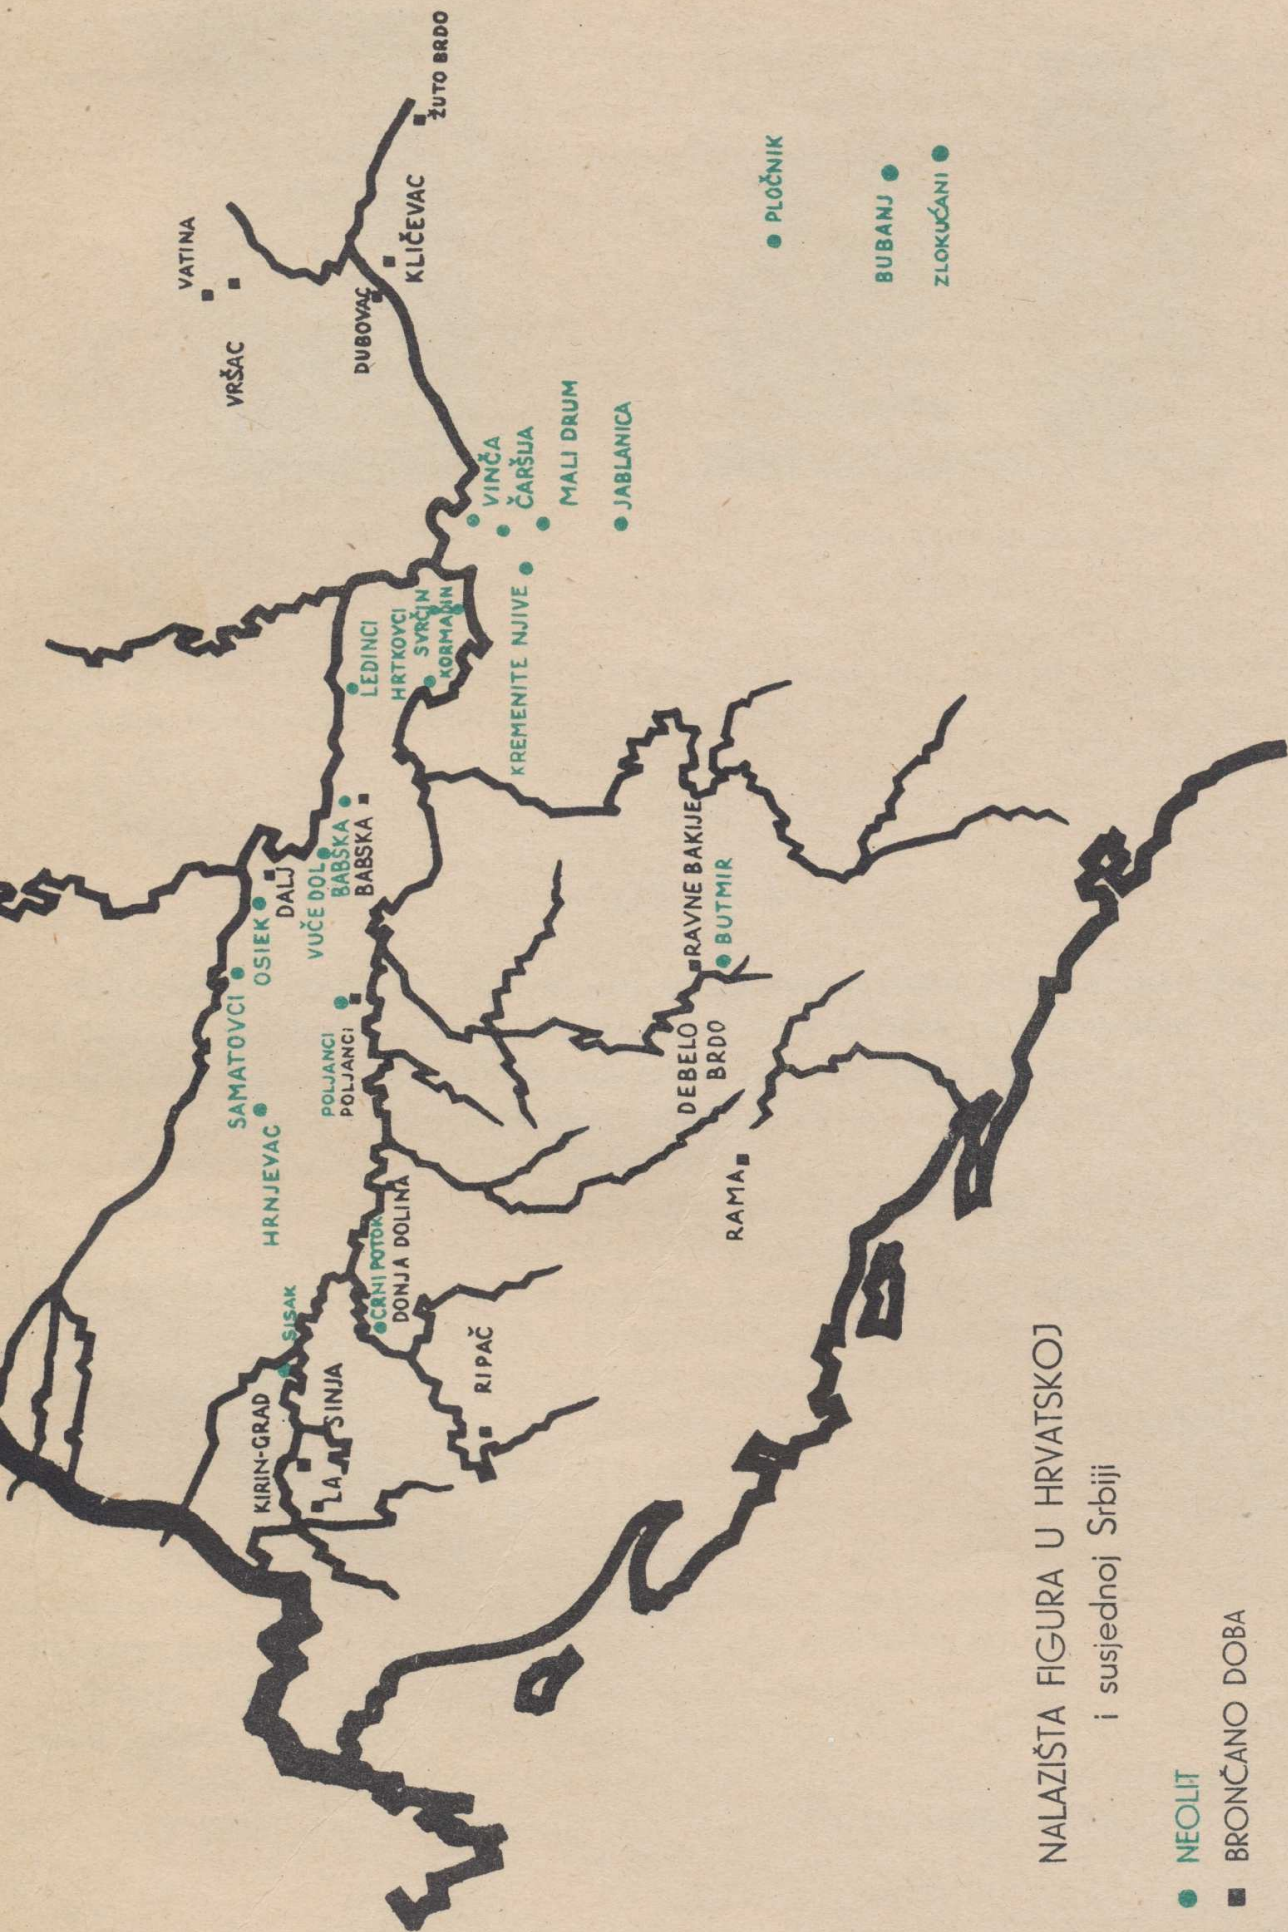 VATINA
VRŠAC
ŽUTO BRDO
KLIČEVAC
DUBOVAC
SAMATOVCI
OSIEK
DALJ
HRNJEVAC
VUČE DOL
BABSKA
BABSKA
POLJANCI
POLJANCI
SISAK
KIRIN-GRAD
LA SINJA
CRNI POTOK
DONJA DOLINA
RIPAČ
LEDINCI
HRTKOVCI
SVRČIN
KORMADIN
VINČA
ČARŠIJA
MALI DRUM
KREMENITE NJIVE
JABLANICA
RAVNE BAKIJE
BUTMIR
DEBELO
BRDO
RAMA
PLOČNIK
BUBANJ
ZLOKUĆANI
NALAZIŠTA FIGURA U HRVATSKOJ
i susjednoj Srbiji
NEOLIT
BRONČANO DOBA